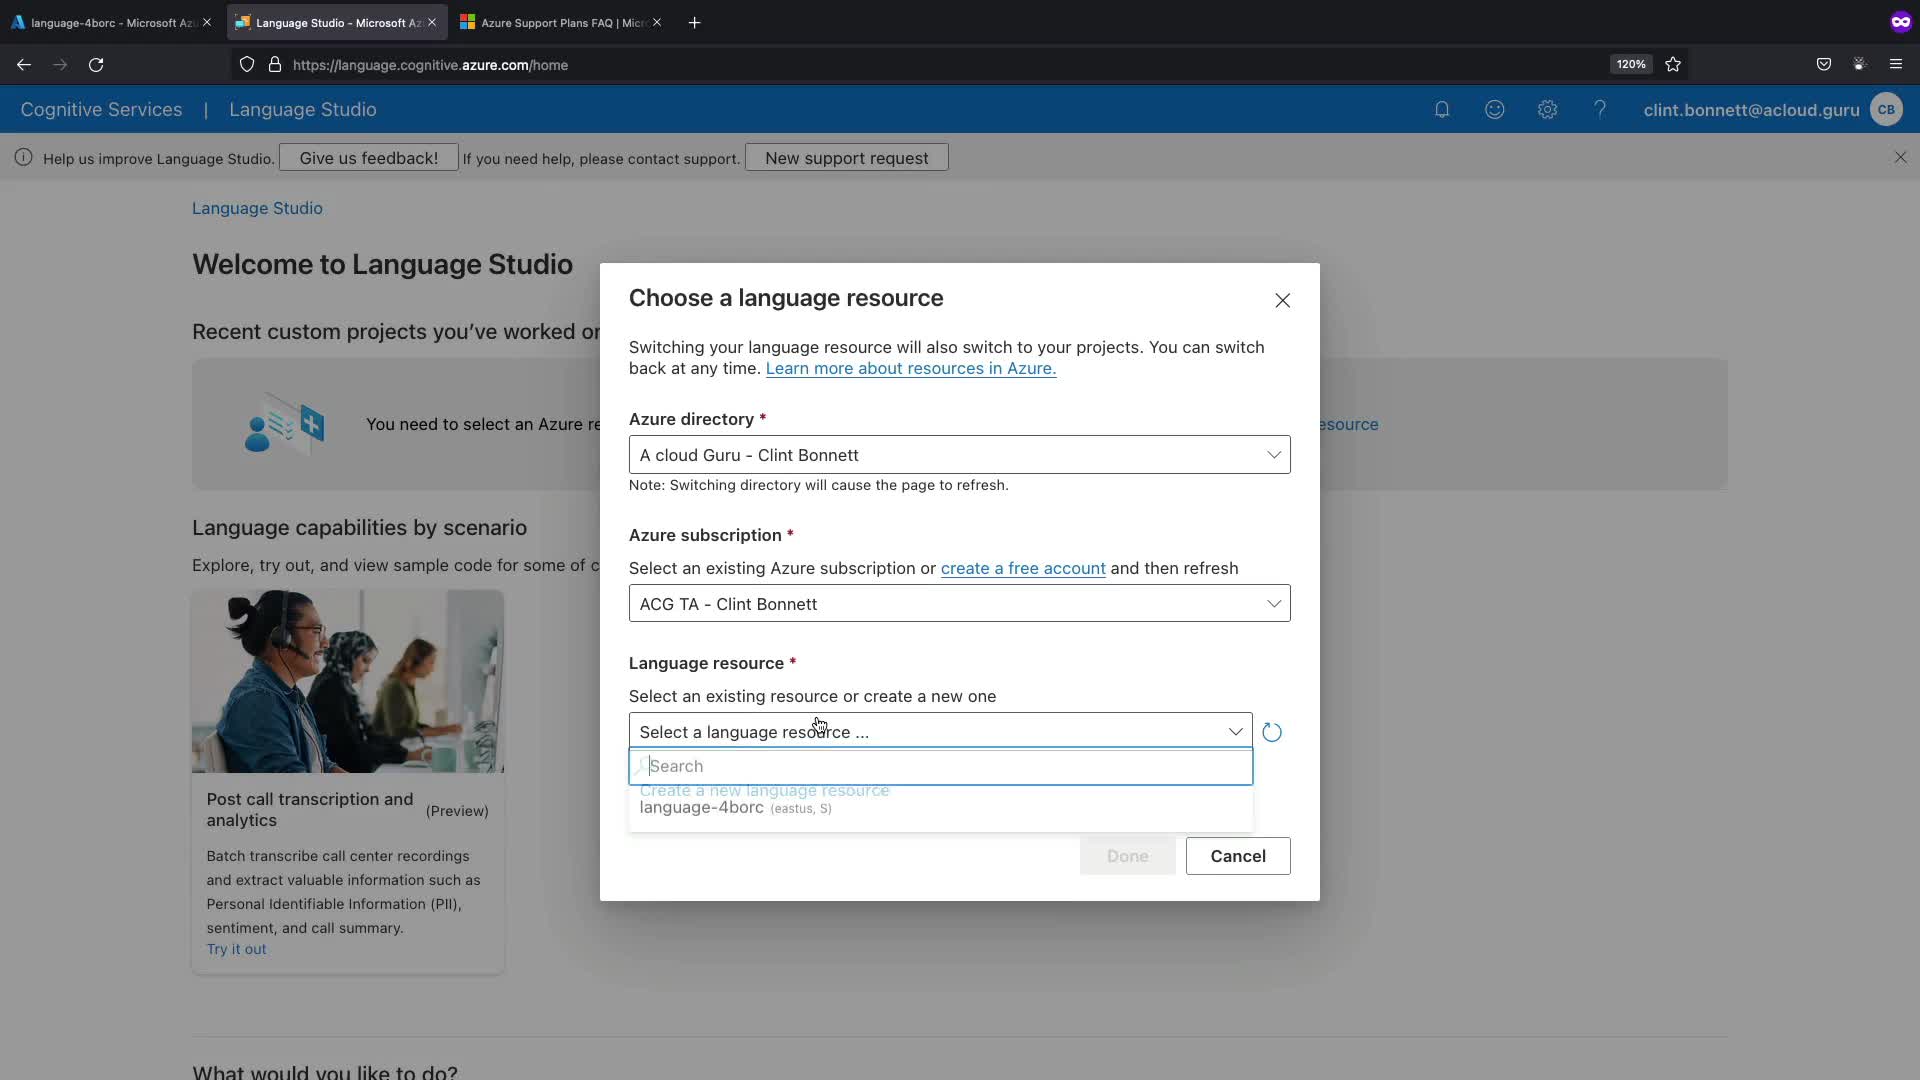 language-4borc - Microsoft Az
Language Studio - Microsoft Az
Azure Support Plans FAQ | Micr
https://language.cognitive.azure.com/home
120%
Cognitive Services | Language Studio
clint.bonnett@acloud.guru
CB
Help us improve Language Studio.
Give us feedback!
If you need help, please contact support.
New support request
Language Studio
Welcome to Language Studio
Recent custom projects you've worked on
You need to select an Azure re
esource
Language capabilities by scenario
Explore, try out, and view sample code for some of c
Post call transcription and analytics
(Preview)
Batch transcribe call center recordings
and extract valuable information such as
Personal Identifiable Information (PII),
sentiment, and call summary.
Try it out
What would you like to do?
Choose a language resource
Switching your language resource will also switch to your projects. You can switch
back at any time. Learn more about resources in Azure.
Azure directory *
A cloud Guru - Clint Bonnett
Note: Switching directory will cause the page to refresh.
Azure subscription *
Select an existing Azure subscription or create a free account and then refresh
ACG TA - Clint Bonnett
Language resource *
Select an existing resource or create a new one
Select a language resource ...
Search
Create a new language resource
language-4borc (eastus, S)
Done
Cancel